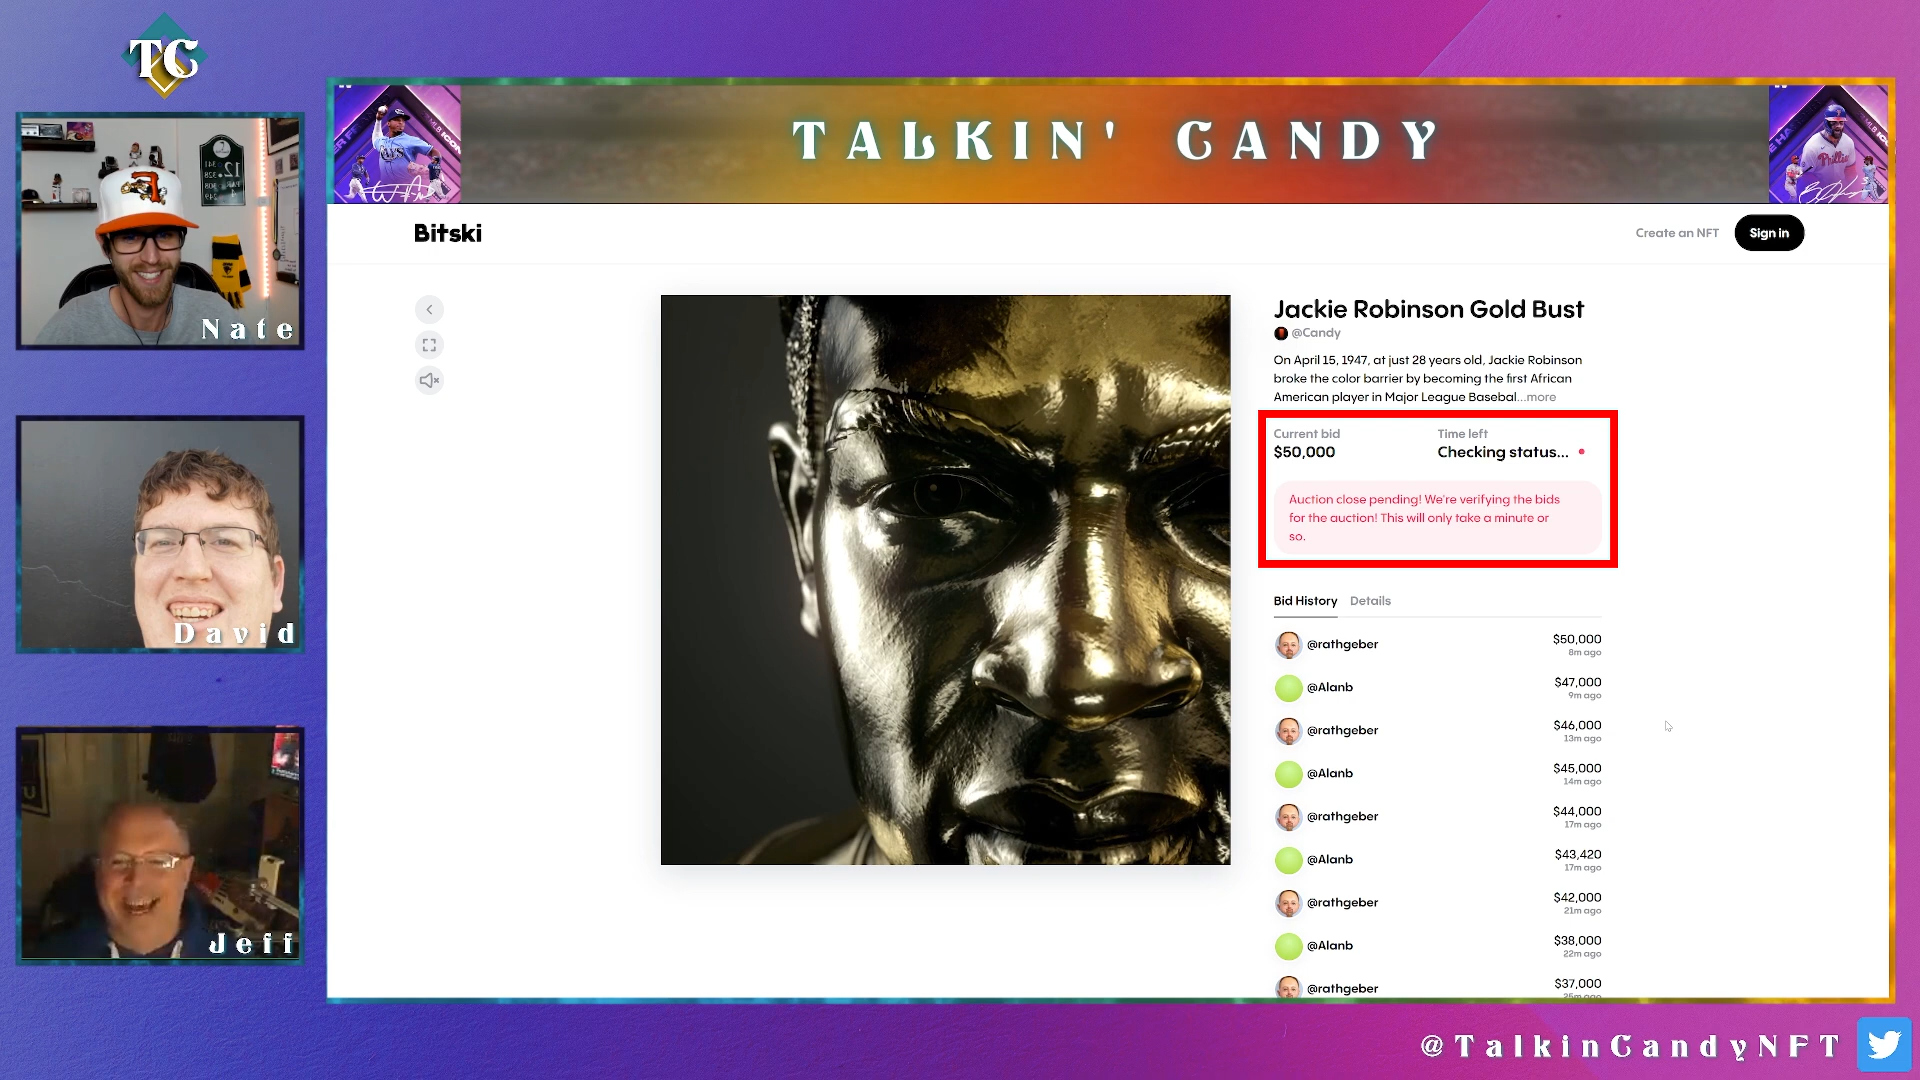 TC
TALKIN' CANDY
Nate
David
Jeff
Bitski
Create an NFT
Sign in
Jackie Robinson Gold Bust
@Candy
On April 15, 1947, at just 28 years old, Jackie Robinson
broke the color barrier by becoming the first African
American player in Major League Basebal...more
Current bid
Time left
$50,000
Checking status...
Auction close pending! We're verifying the bids
for the auction! This will only take a minute or
so.
Bid History
Details
@rathgeber
$50,000
8m ago
@Alanb
$47,000
9m ago
@rathgeber
$46,000
13m ago
@Alanb
$45,000
14m ago
@rathgeber
$44,000
17m ago
@Alanb
$43,420
17m ago
@rathgeber
$42,000
21m ago
@Alanb
$38,000
22m ago
@rathgeber
$37,000
25m ago
@TalkinCandyNFT